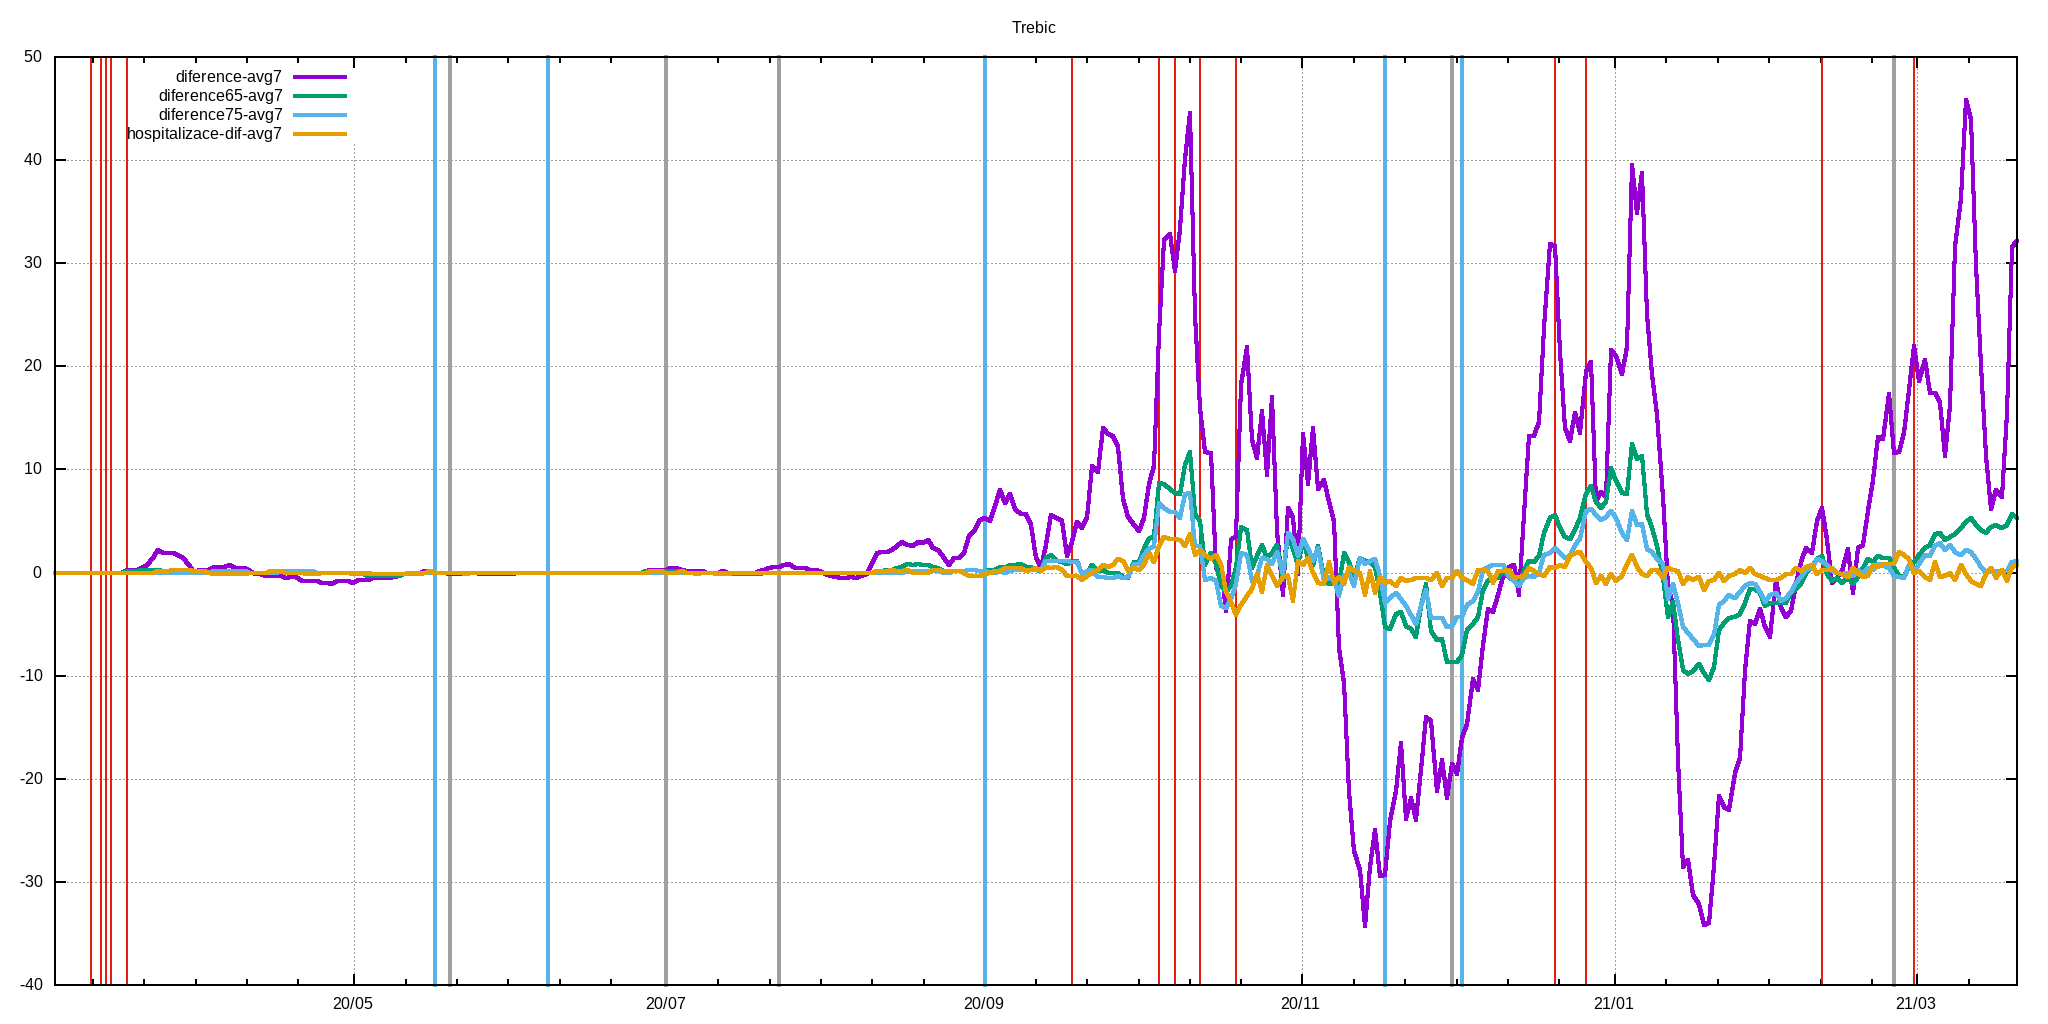 Trebic
diference-avg7
diference65-avg7
diference75-avg7
hospitalizace-dif-avg7
50
40
30
20
10
0
-10
-20
-30
-40
20/05 20/07 20/09 20/11 21/01 21/03